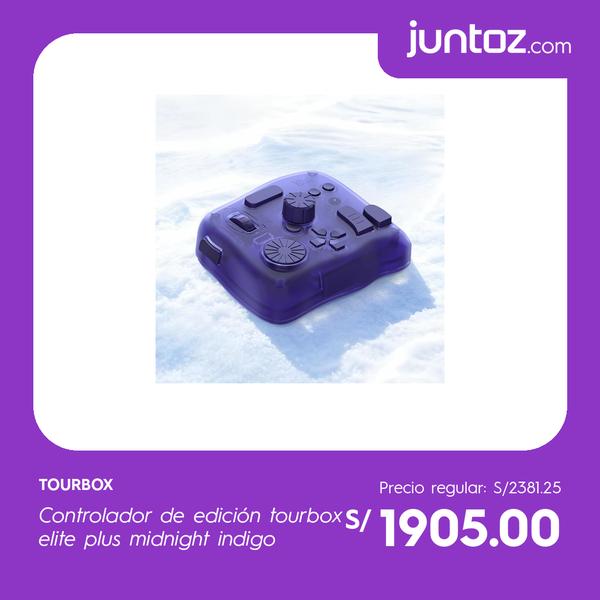 juntoz.com
TOURBOX
Controlador de edición tourbox
elite plus midnight indigo
Precio regular: S/2381.25
S/ 1905.00